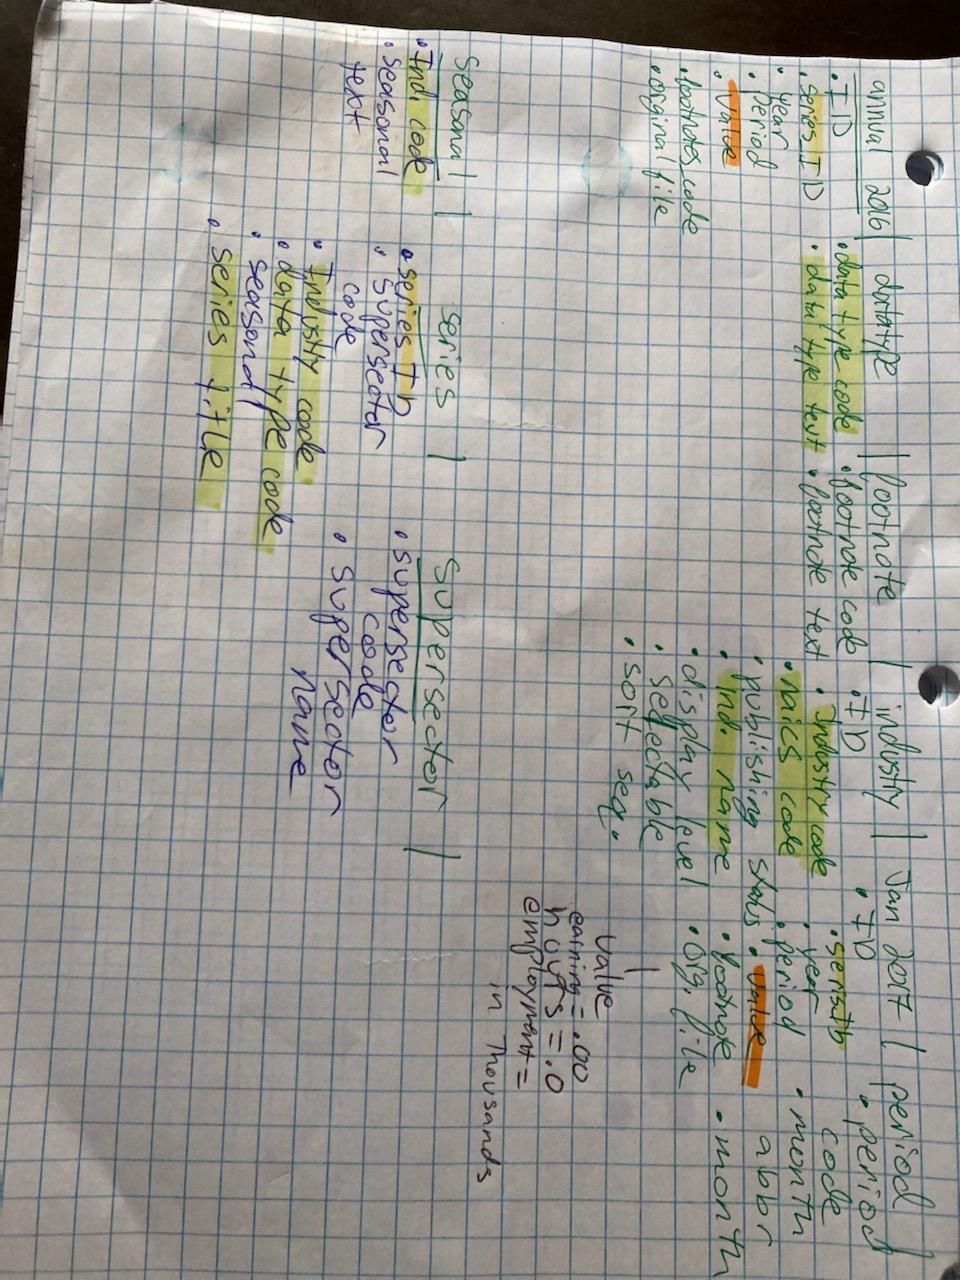 annual 2016
• ID
• series ID
• year
• period
• value
• footnotes code
• original file
datatype
• data type code
• data type text
footnote
• footnote code
• footnote text
industry
• ID
• Industry code
• naics code
• publishing status
• ind. name
• display level
• selectable
• sort seq.
Jan 2017
• ID
• series ID
• year
• period
• value
• footnote
• Orig. file
period
• period
code
• month
abbr
• month
Seasonal
• Ind. code
• seasonal
text
series
• series ID
• supersector
code
• Industry code
• data type code
• seasonal
• series title
Supersector
• supersector
code
• supersector
name
Value
earning = .00
hours = .0
employment =
in Thousands